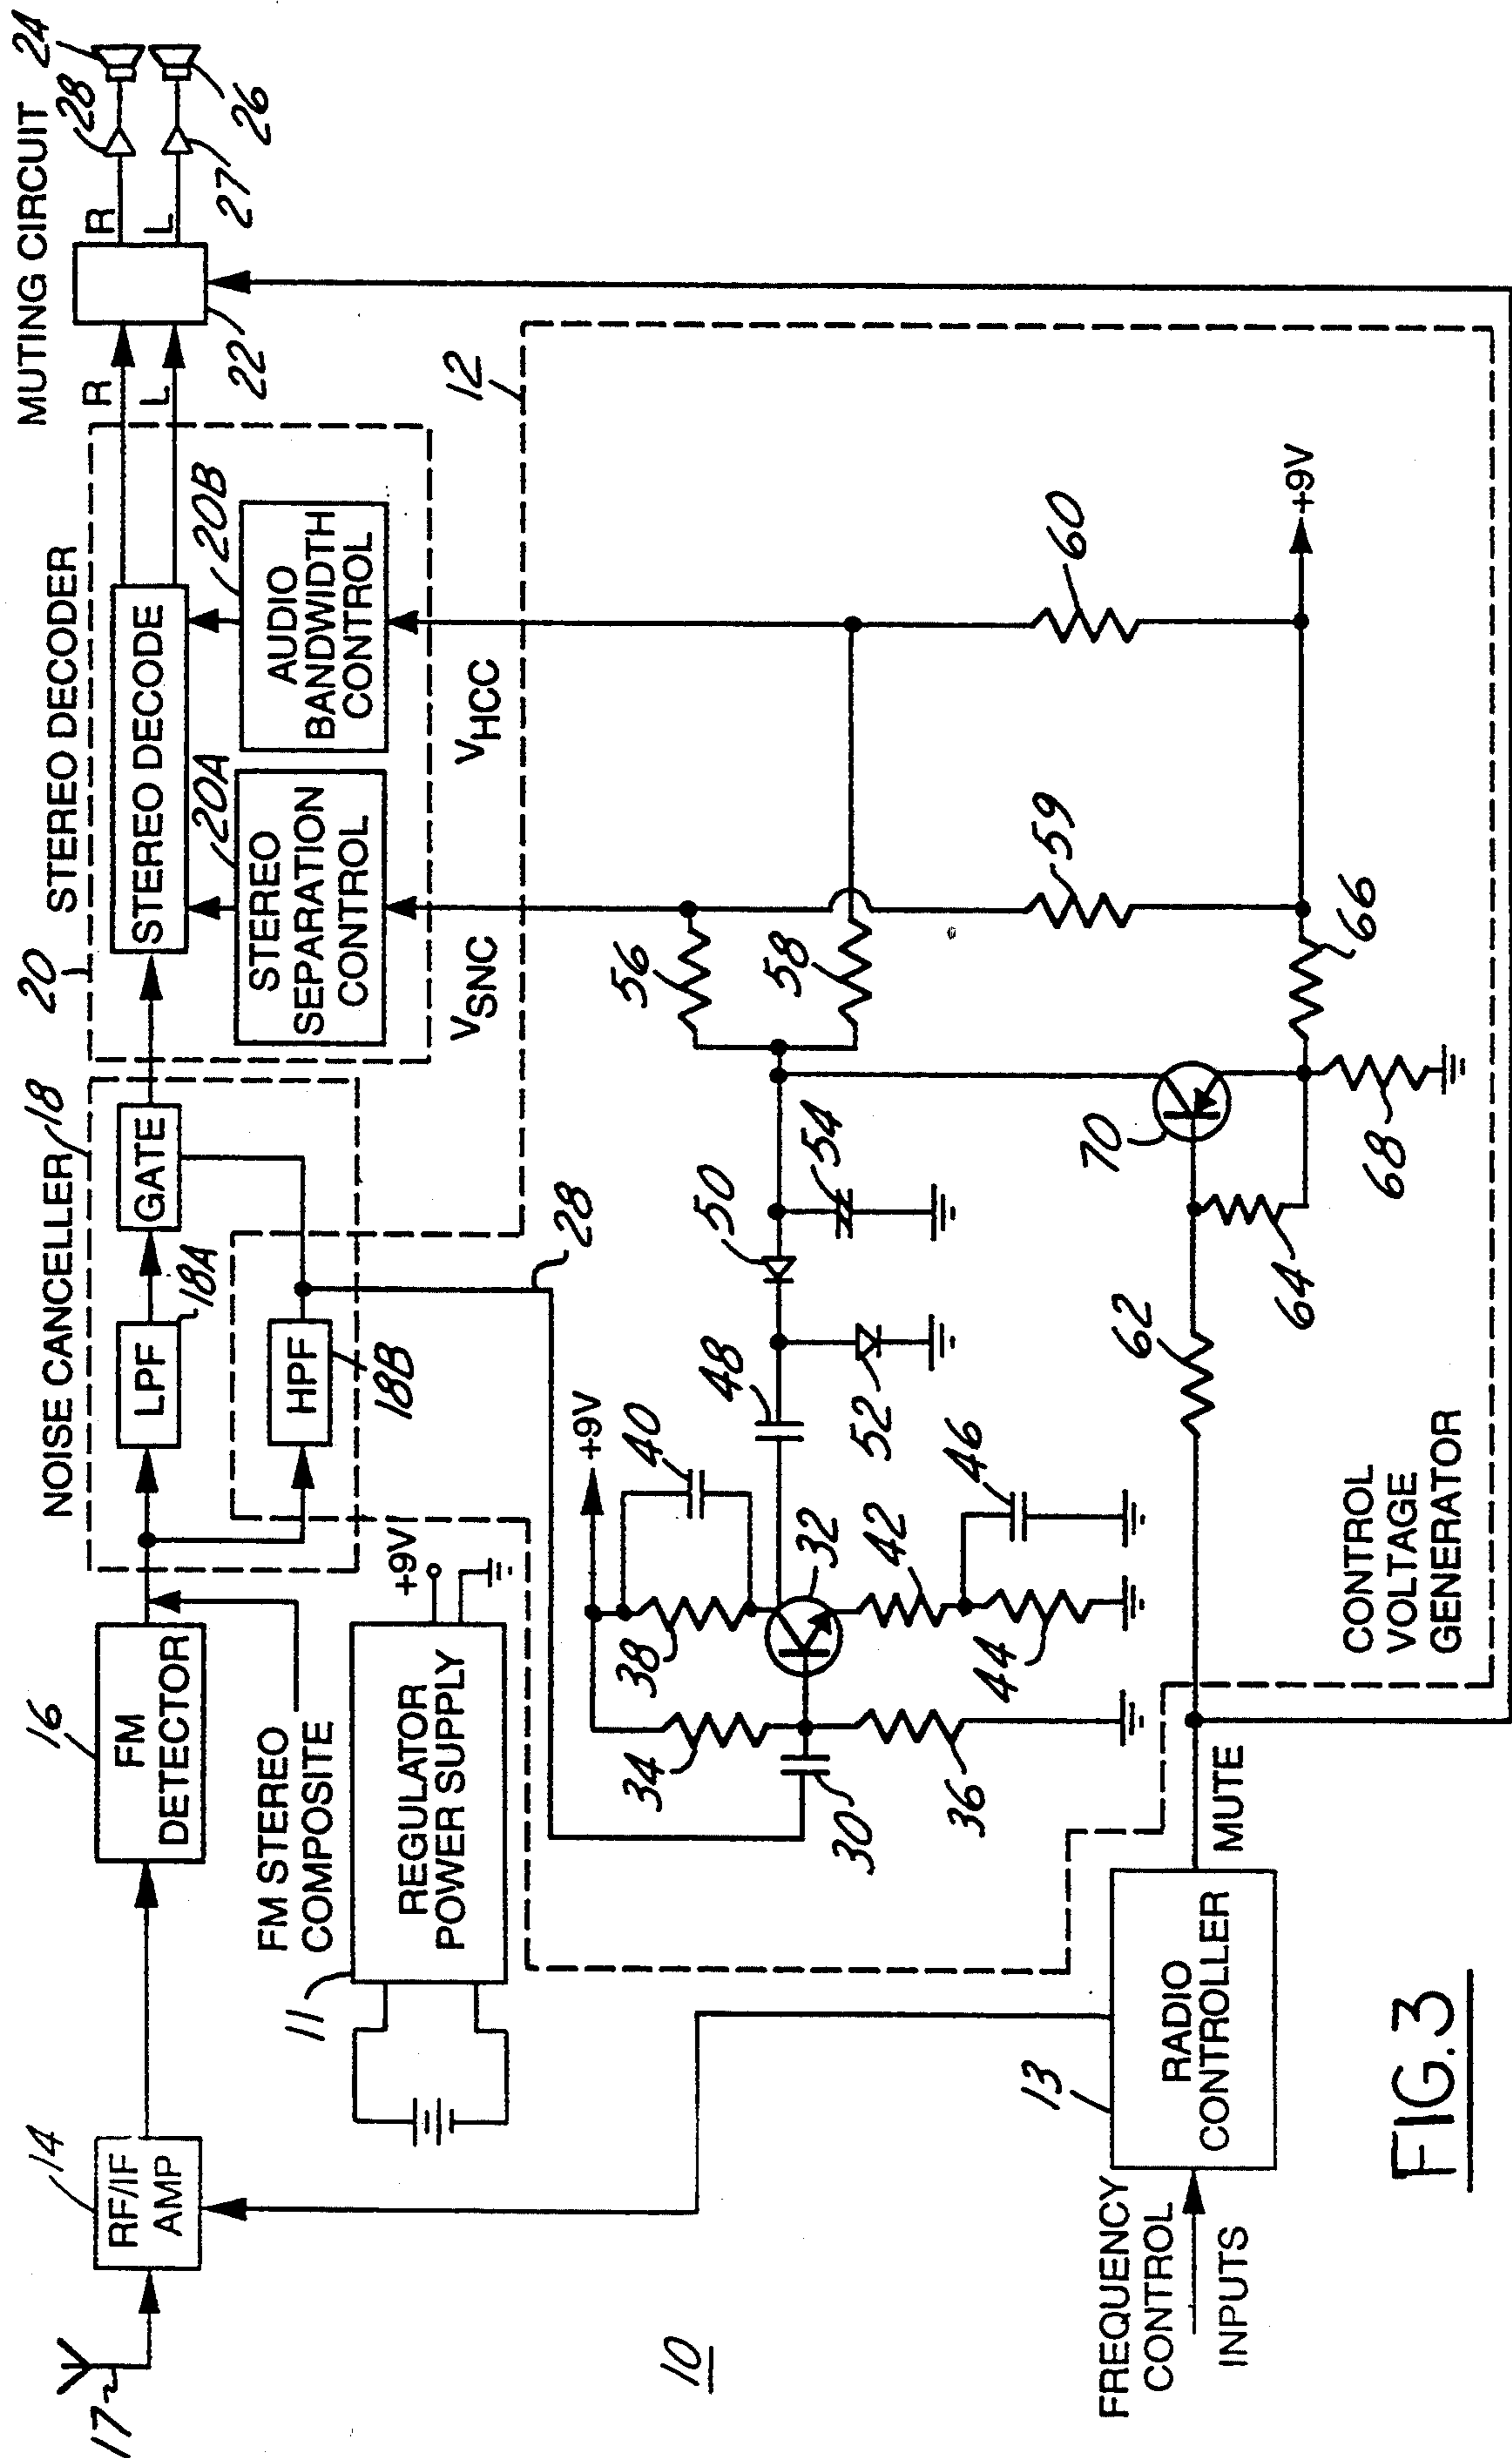 17
14
RF/IF
AMP
16
FM
DETECTOR
FM STEREO
COMPOSITE
NOISE CANCELLER
18
LPF
18A
GATE
HPF
18B
20
STEREO DECODER
STEREO DECODE
20A
20B
STEREO
SEPARATION
CONTROL
AUDIO
BANDWIDTH
CONTROL
R
L
MUTING CIRCUIT
22
R
L
28
24
27
26
11
REGULATOR
POWER SUPPLY
+9V
28
VSNC
VHCC
12
+9V
34
38
40
30
32
36
42
44
46
48
50
52
54
56
58
59
60
+9V
62
64
66
68
70
10
13
RADIO
CONTROLLER
FREQUENCY
CONTROL
INPUTS
MUTE
CONTROL
VOLTAGE
GENERATOR
FIG.3